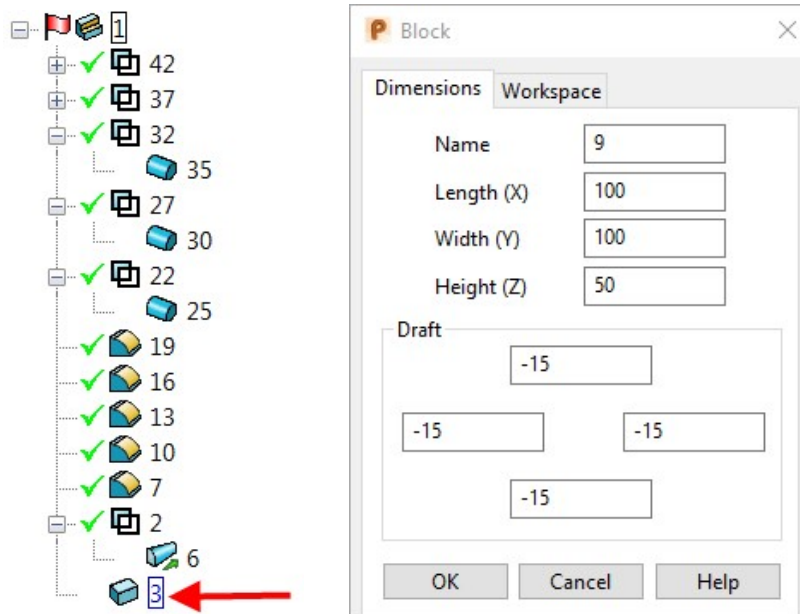 1
42
37
32
35
27
30
22
25
19
16
13
10
7
2
6
3
Block
Dimensions Workspace
Name 9
Length (X) 100
Width (Y) 100
Height (Z) 50
Draft
-15
-15 -15
-15
OK Cancel Help